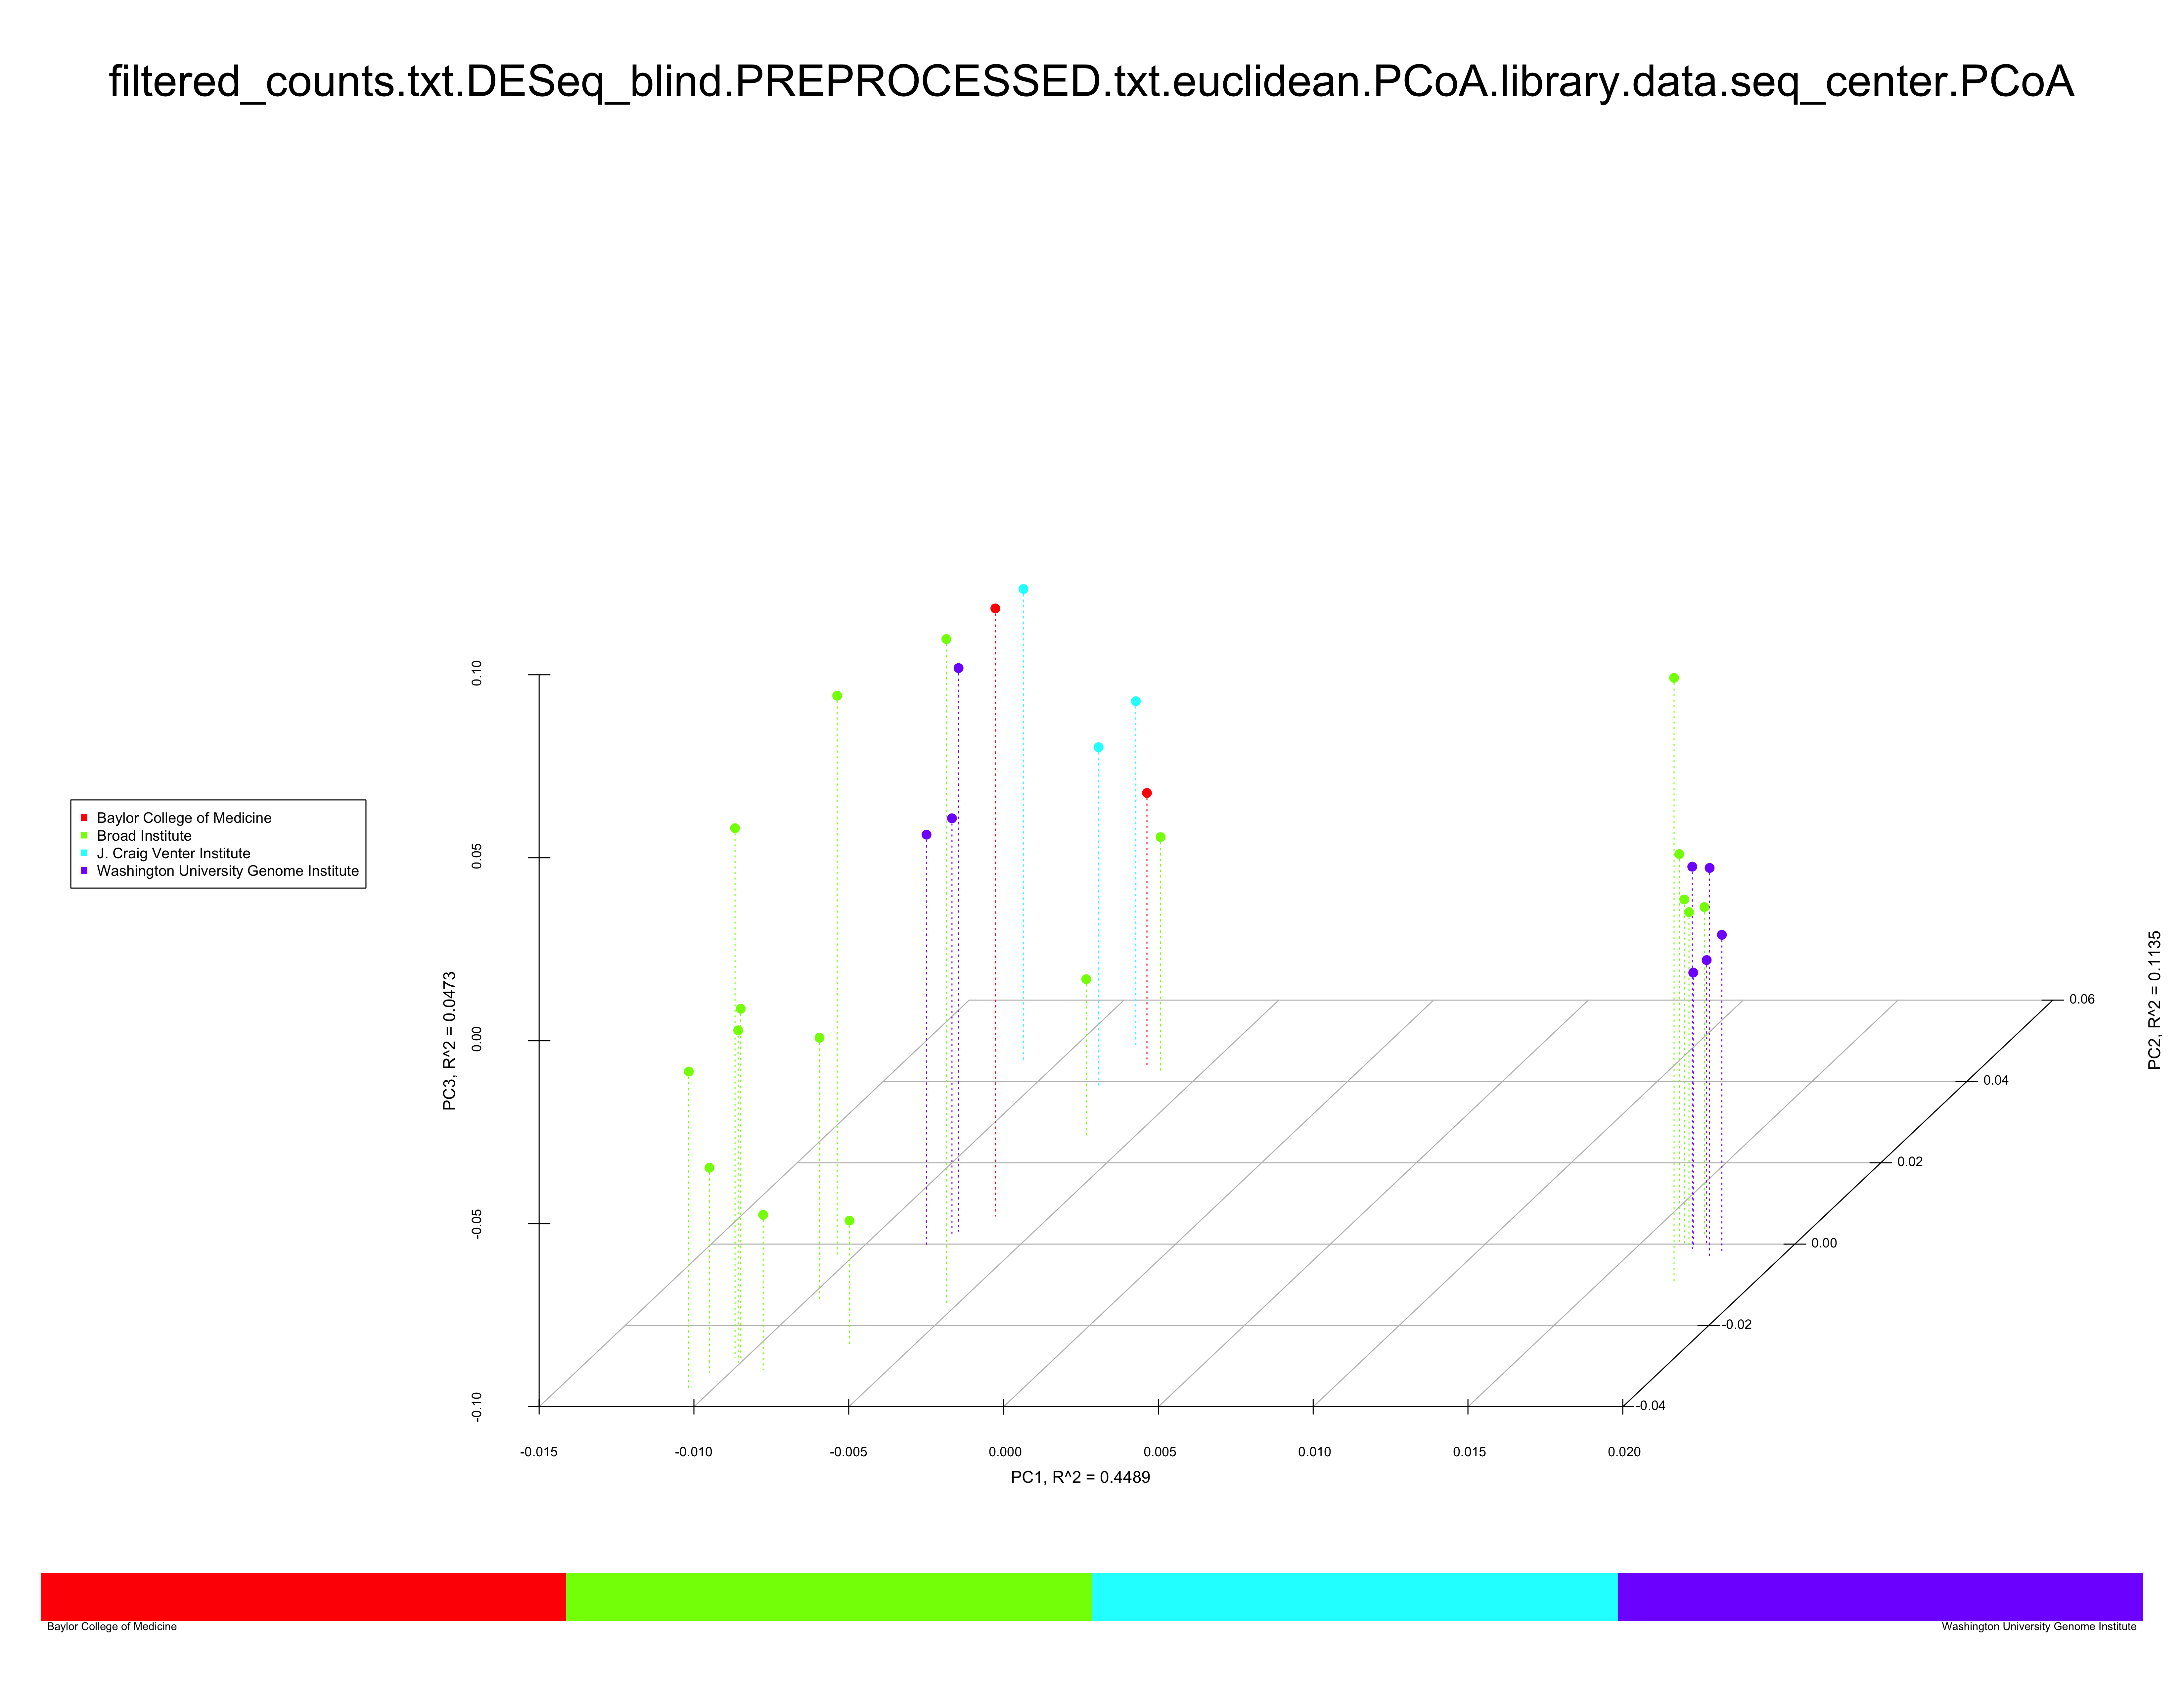 filtered_counts.txt.DESeq_blind.PREPROCESSED.txt.euclidean.PCoA.library.data.seq_center.PCoA
Baylor College of Medicine
Broad Institute
J. Craig Venter Institute
Washington University Genome Institute
PC3, R^2 = 0.0473
0.10
0.05
0.00
-0.05
-0.10
PC2, R^2 = 0.1135
0.06
0.04
0.02
0.00
-0.02
-0.04
-0.015 -0.010 -0.005 0.000 0.005 0.010 0.015 0.020
PC1, R^2 = 0.4489
Baylor College of Medicine Washington University Genome Institute